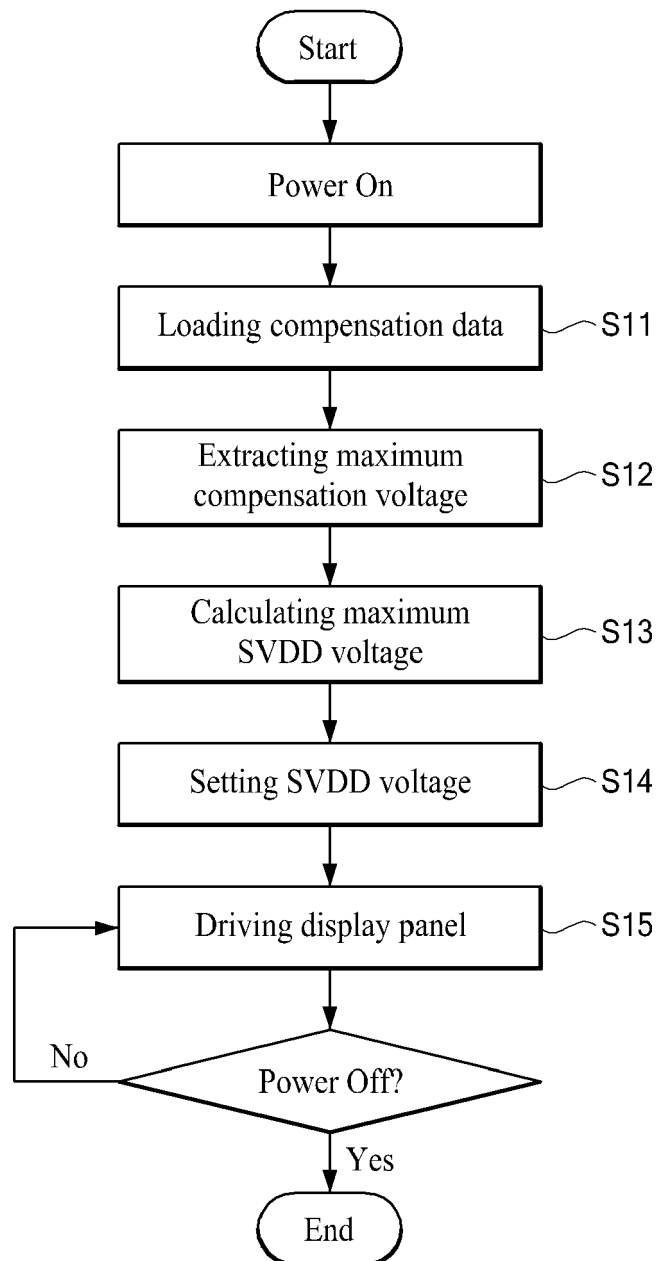 Start
Power On
Loading compensation data
S11
Extracting maximum
compensation voltage
S12
Calculating maximum
SVDD voltage
S13
Setting SVDD voltage
S14
Driving display panel
S15
No
Power Off?
Yes
End